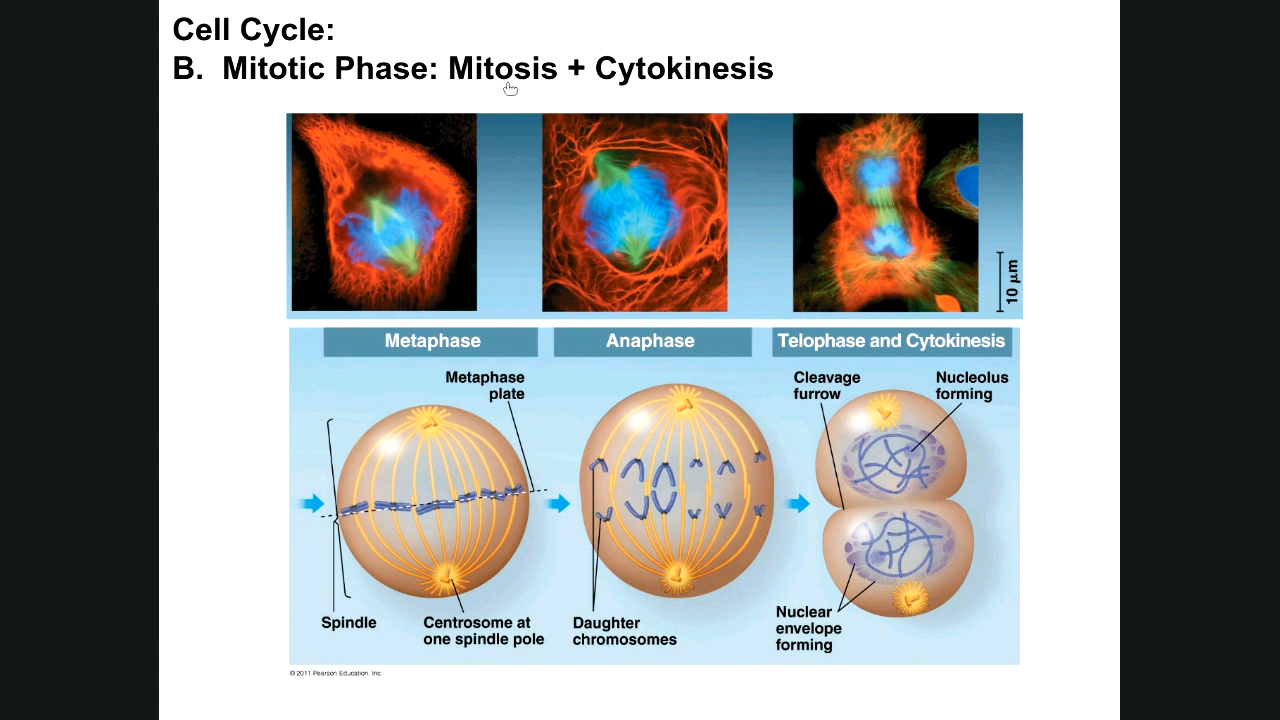 Cell Cycle:
B. Mitotic Phase: Mitosis + Cytokinesis
10 µm
Metaphase
Anaphase
Telophase and Cytokinesis
Metaphase
plate
Cleavage
furrow
Nucleolus
forming
Spindle
Centrosome at
one spindle pole
Daughter
chromosomes
Nuclear
envelope
forming
© 2011 Pearson Education, Inc.